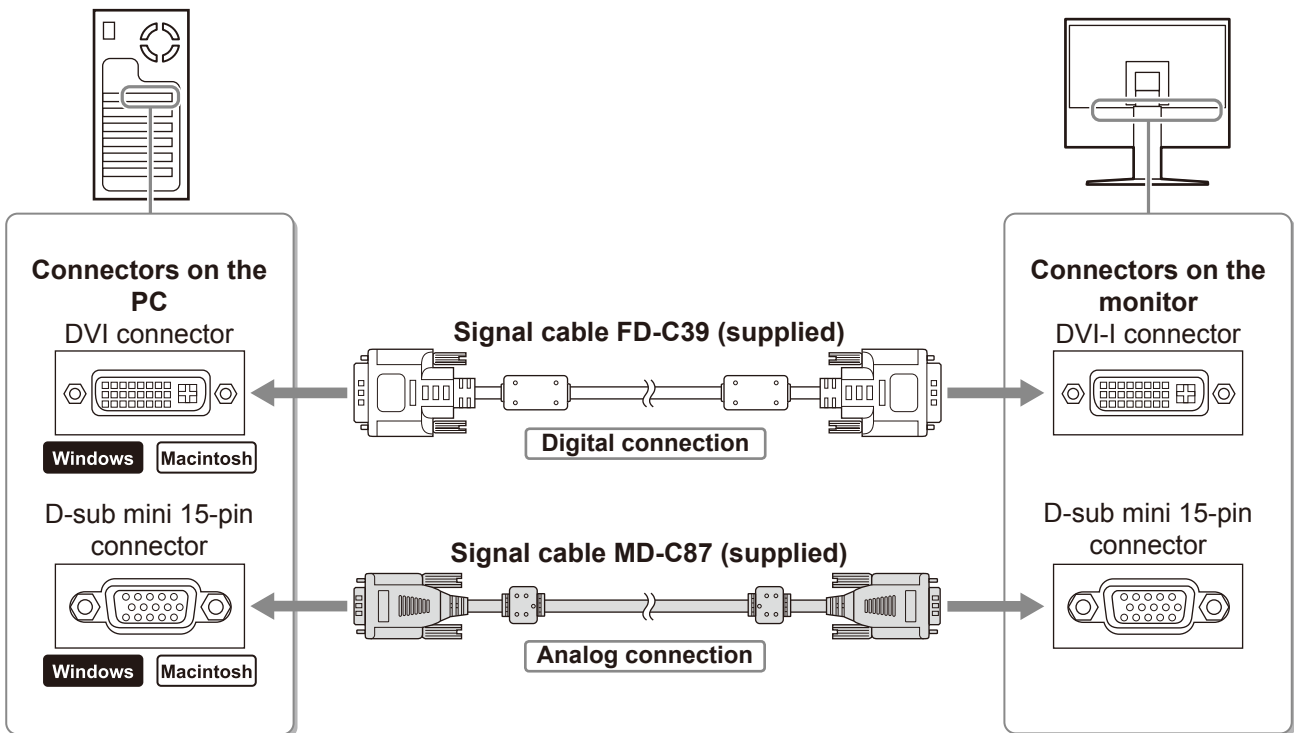 Connectors on the
PC
DVI connector
Windows Macintosh
D-sub mini 15-pin
connector
Windows Macintosh
Signal cable FD-C39 (supplied)
Digital connection
Signal cable MD-C87 (supplied)
Analog connection
Connectors on the
monitor
DVI-I connector
D-sub mini 15-pin
connector